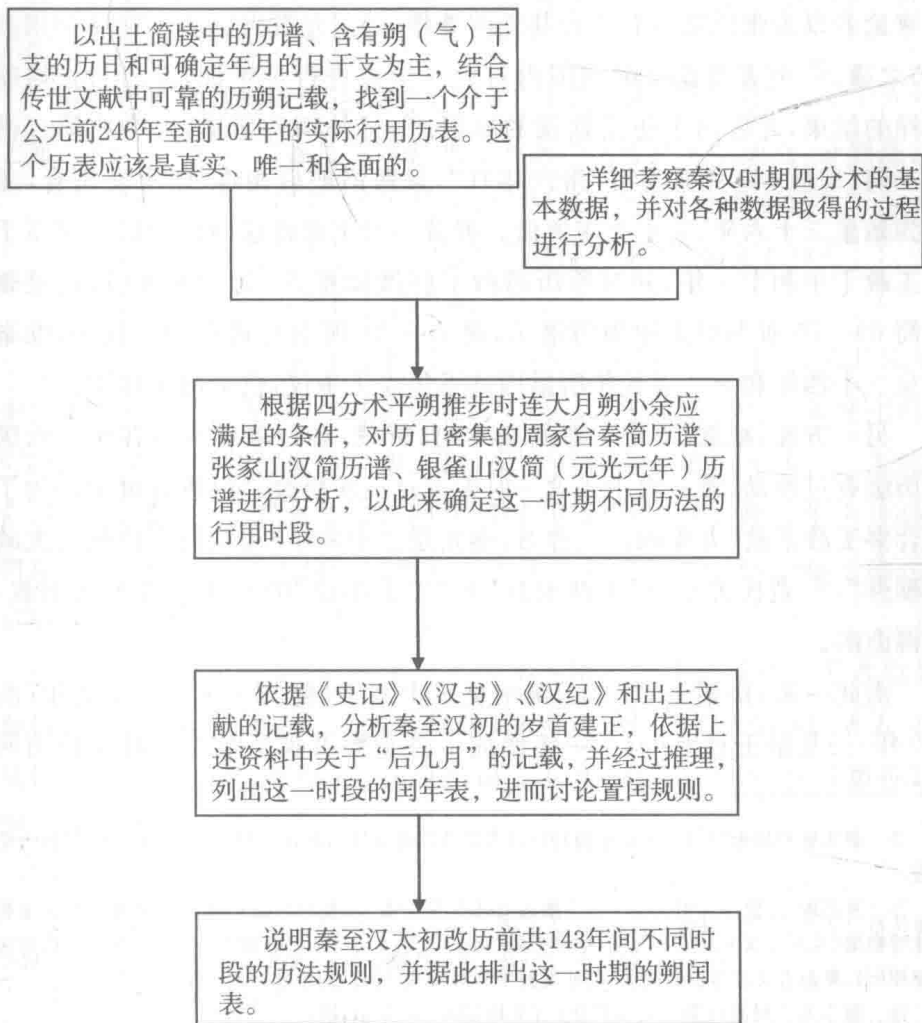 以出土简牍中的历谱、含有朔（气）干
支的历日和可确定年月的日干支为主，结合
传世文献中可靠的历朔记载，找到一个介于
公元前246年至前104年的实际行用历表。这
个历表应该是真实、唯一和全面的。
详细考察秦汉时期四分术的基
本数据，并对各种数据取得的过程
进行分析。
根据四分术平朔推步时连大月朔小余应
满足的条件，对历日密集的周家台秦简历谱、
张家山汉简历谱、银雀山汉简（元光元年）历
谱进行分析，以此来确定这一时期不同历法的
行用时段。
依据《史记》、《汉书》、《汉纪》和出土文
献的记载，分析秦至汉初的岁首建正，依据上
述资料中关于“后九月”的记载，并经过推理，
列出这一时段的闰年表，进而讨论置闰规则。
说明秦至汉太初改历前共143年间不同时
段的历法规则，并据此排出这一时期的朔闰
表。